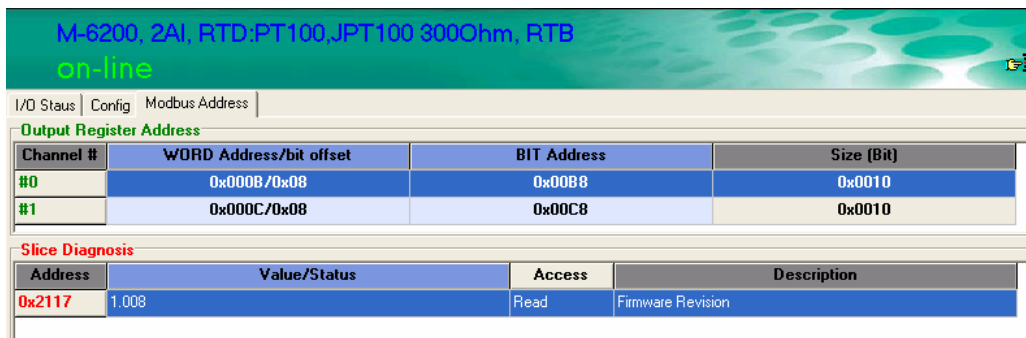 M-6200, 2AI, RTD:PT100,JPT100 300Ohm, RTB
on-line
I/O Staus Config Modbus Address
Output Register Address
Channel # WORD Address/bit offset BIT Address Size (Bit)
#0 0x000B/0x08 0x00B8 0x0010
#1 0x000C/0x08 0x00C8 0x0010
Slice Diagnosis
Address Value/Status Access Description
0x2117 1.008 Read Firmware Revision